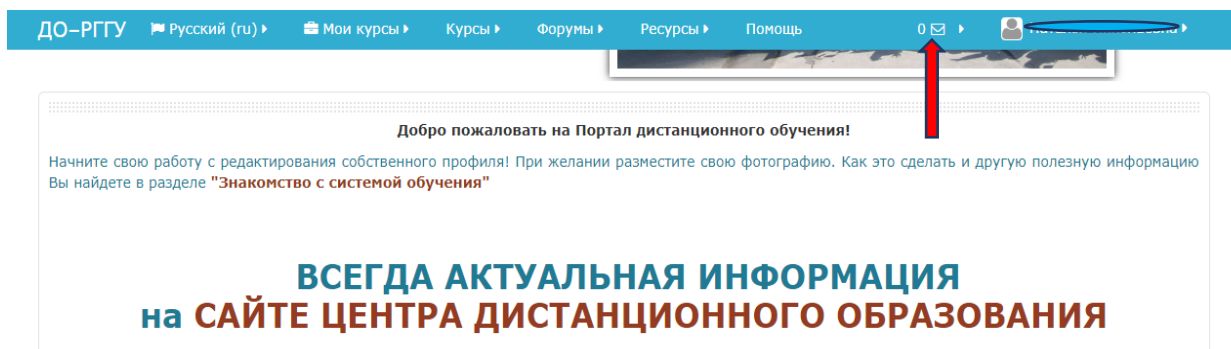 ДО–РГГУ Русский (ru) Мои курсы Курсы Форумы Ресурсы Помощь 0
Добро пожаловать на Портал дистанционного обучения!
Начните свою работу с редактирования собственного профиля! При желании разместите свою фотографию. Как это сделать и другую полезную информацию
Вы найдете в разделе "Знакомство с системой обучения"
ВСЕГДА АКТУАЛЬНАЯ ИНФОРМАЦИЯ
на САЙТЕ ЦЕНТРА ДИСТАНЦИОННОГО ОБРАЗОВАНИЯ